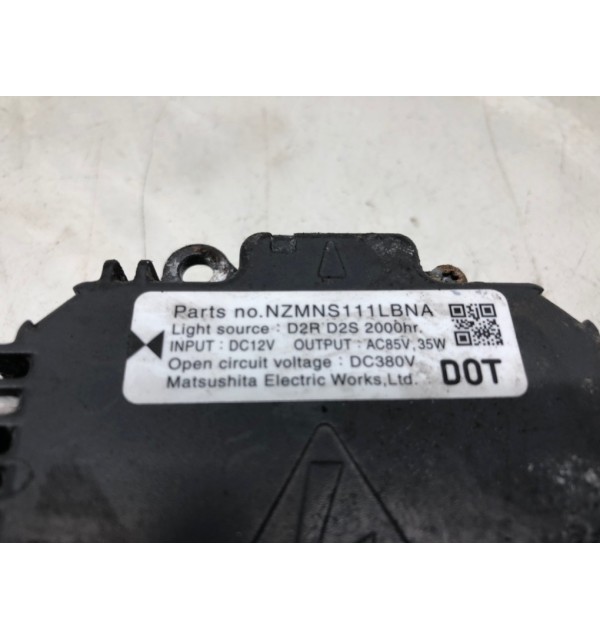 Parts no.NZMNS111LBNA
Light source : D2R D2S 2000hr.
INPUT : DC12V OUTPUT : AC85V,35W
Open circuit voltage : DC380V
Matsushita Electric Works,Ltd. DOT